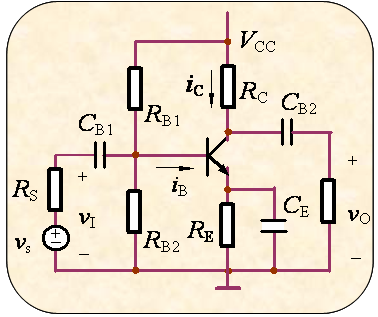 V_CC
i_C
R_C
C_B2
R_B1
C_B1
+
+
R_S
i_B
v_I
v_s
+
−
R_B2
R_E
C_E
v_O
−
−